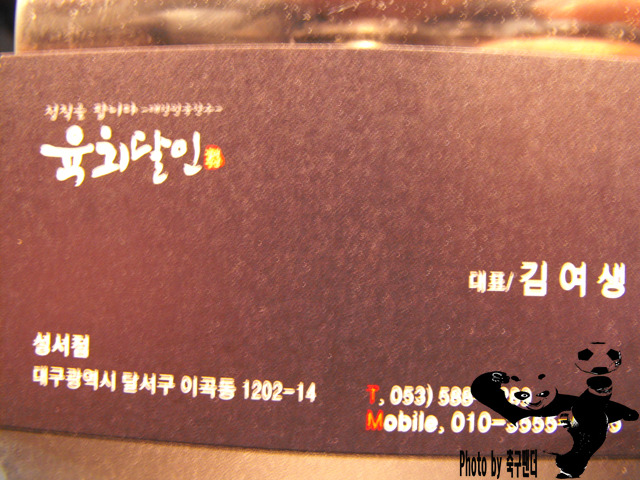 정직을 팝니다
육회달인
대표/ 김 여 생
성서점
대구광역시 달서구 이곡동 1202-14
T, 053) 588-
Mobile, 010-3555-
Photo by 축구밴더